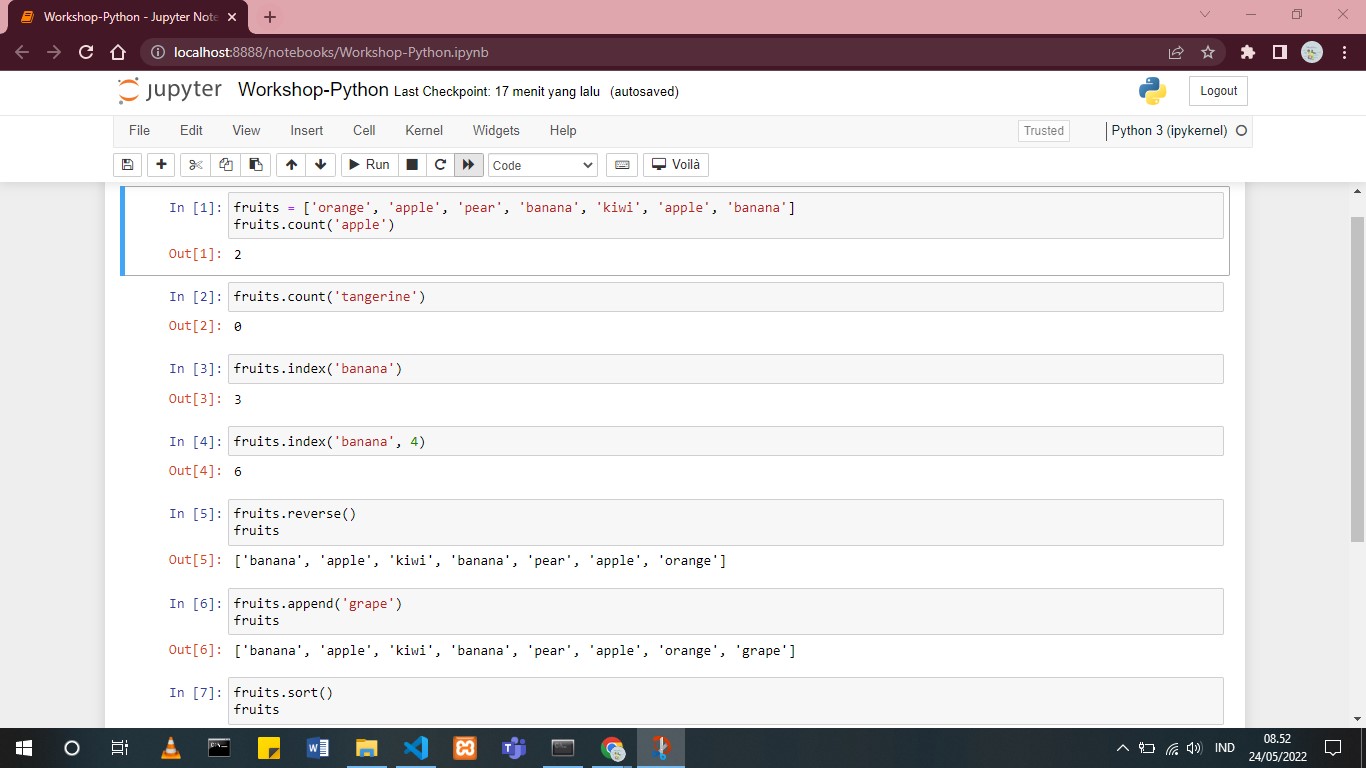 Workshop-Python - Jupyter Note
localhost:8888/notebooks/Workshop-Python.ipynb
jupyter Workshop-Python Last Checkpoint: 17 menit yang lalu (autosaved)
Logout
File Edit View Insert Cell Kernel Widgets Help
Trusted Python 3 (ipykernel)
Run Code Voilà
In [1]: fruits = ['orange', 'apple', 'pear', 'banana', 'kiwi', 'apple', 'banana']
fruits.count('apple')
Out[1]: 2
In [2]: fruits.count('tangerine')
Out[2]: 0
In [3]: fruits.index('banana')
Out[3]: 3
In [4]: fruits.index('banana', 4)
Out[4]: 6
In [5]: fruits.reverse()
fruits
Out[5]: ['banana', 'apple', 'kiwi', 'banana', 'pear', 'apple', 'orange']
In [6]: fruits.append('grape')
fruits
Out[6]: ['banana', 'apple', 'kiwi', 'banana', 'pear', 'apple', 'orange', 'grape']
In [7]: fruits.sort()
fruits
IND
08.52
24/05/2022